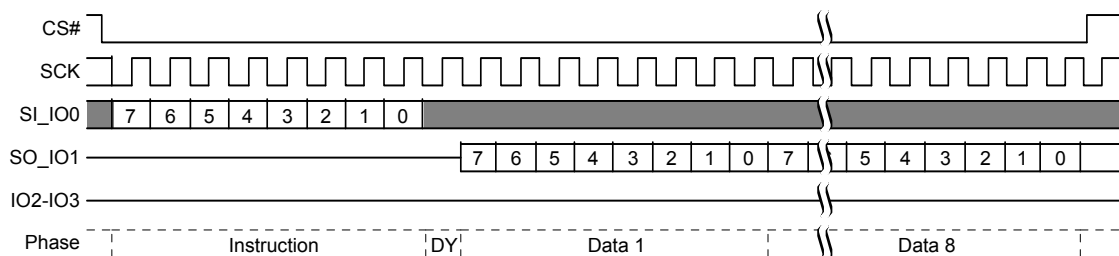 CS#
SCK
SI_IO0 7 6 5 4 3 2 1 0
SO_IO1 7 6 5 4 3 2 1 0 7 5 4 3 2 1 0
IO2-IO3
Phase Instruction DY Data 1 Data 8